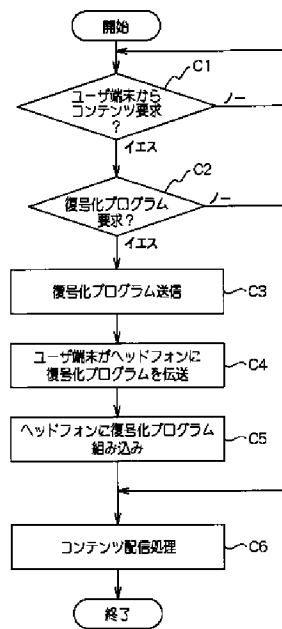 開始
C1
ユーザ端末から
コンテンツ要求
?
ノー
イエス
C2
復号化プログラム
要求?
ノー
イエス
復号化プログラム送信
C3
ユーザ端末がヘッドフォンに
復号化プログラムを伝送
C4
ヘッドフォンに復号化プログラム
組み込み
C5
コンテンツ配信処理
C6
終了